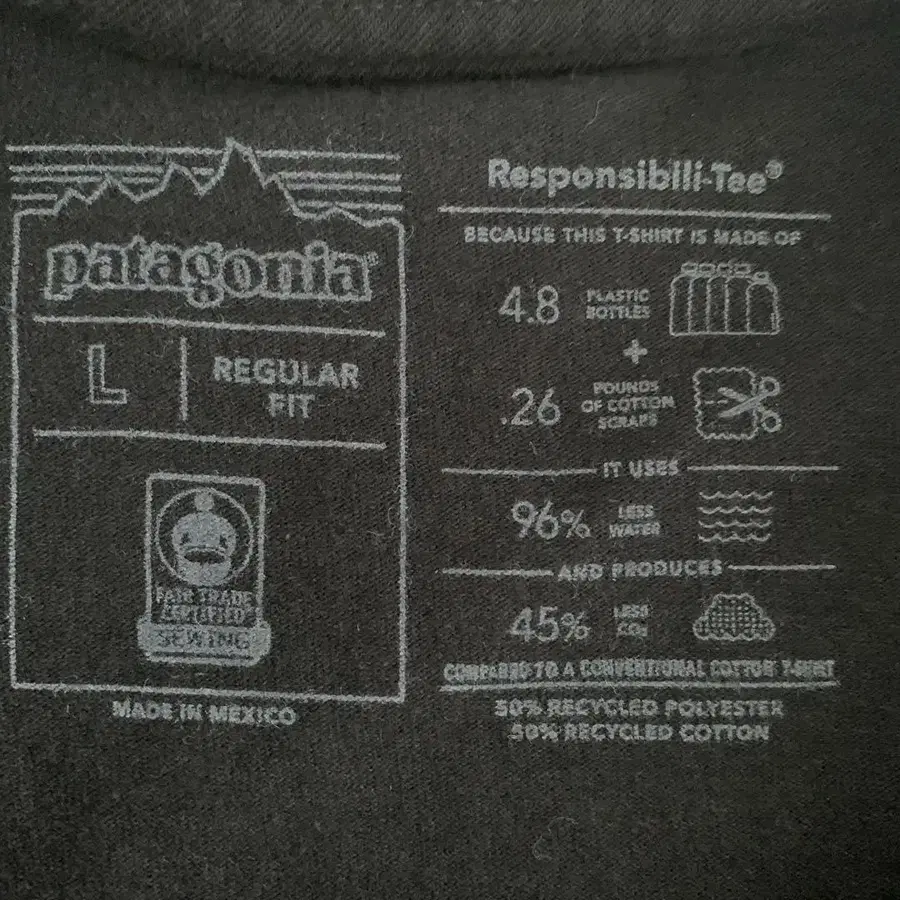 patagonia®
L
REGULAR
FIT
FAIR TRADE
CERTIFIED
SEWING
MADE IN MEXICO
Responsibili-Tee®
BECAUSE THIS T-SHIRT IS MADE OF
4.8 PLASTIC
BOTTLES
+
.26 POUNDS
OF COTTON
SCRAPS
IT USES
96% LESS
WATER
AND PRODUCES
45% LESS
COMPARED TO A CONVENTIONAL COTTON T-SHIRT
50% RECYCLED POLYESTER
50% RECYCLED COTTON